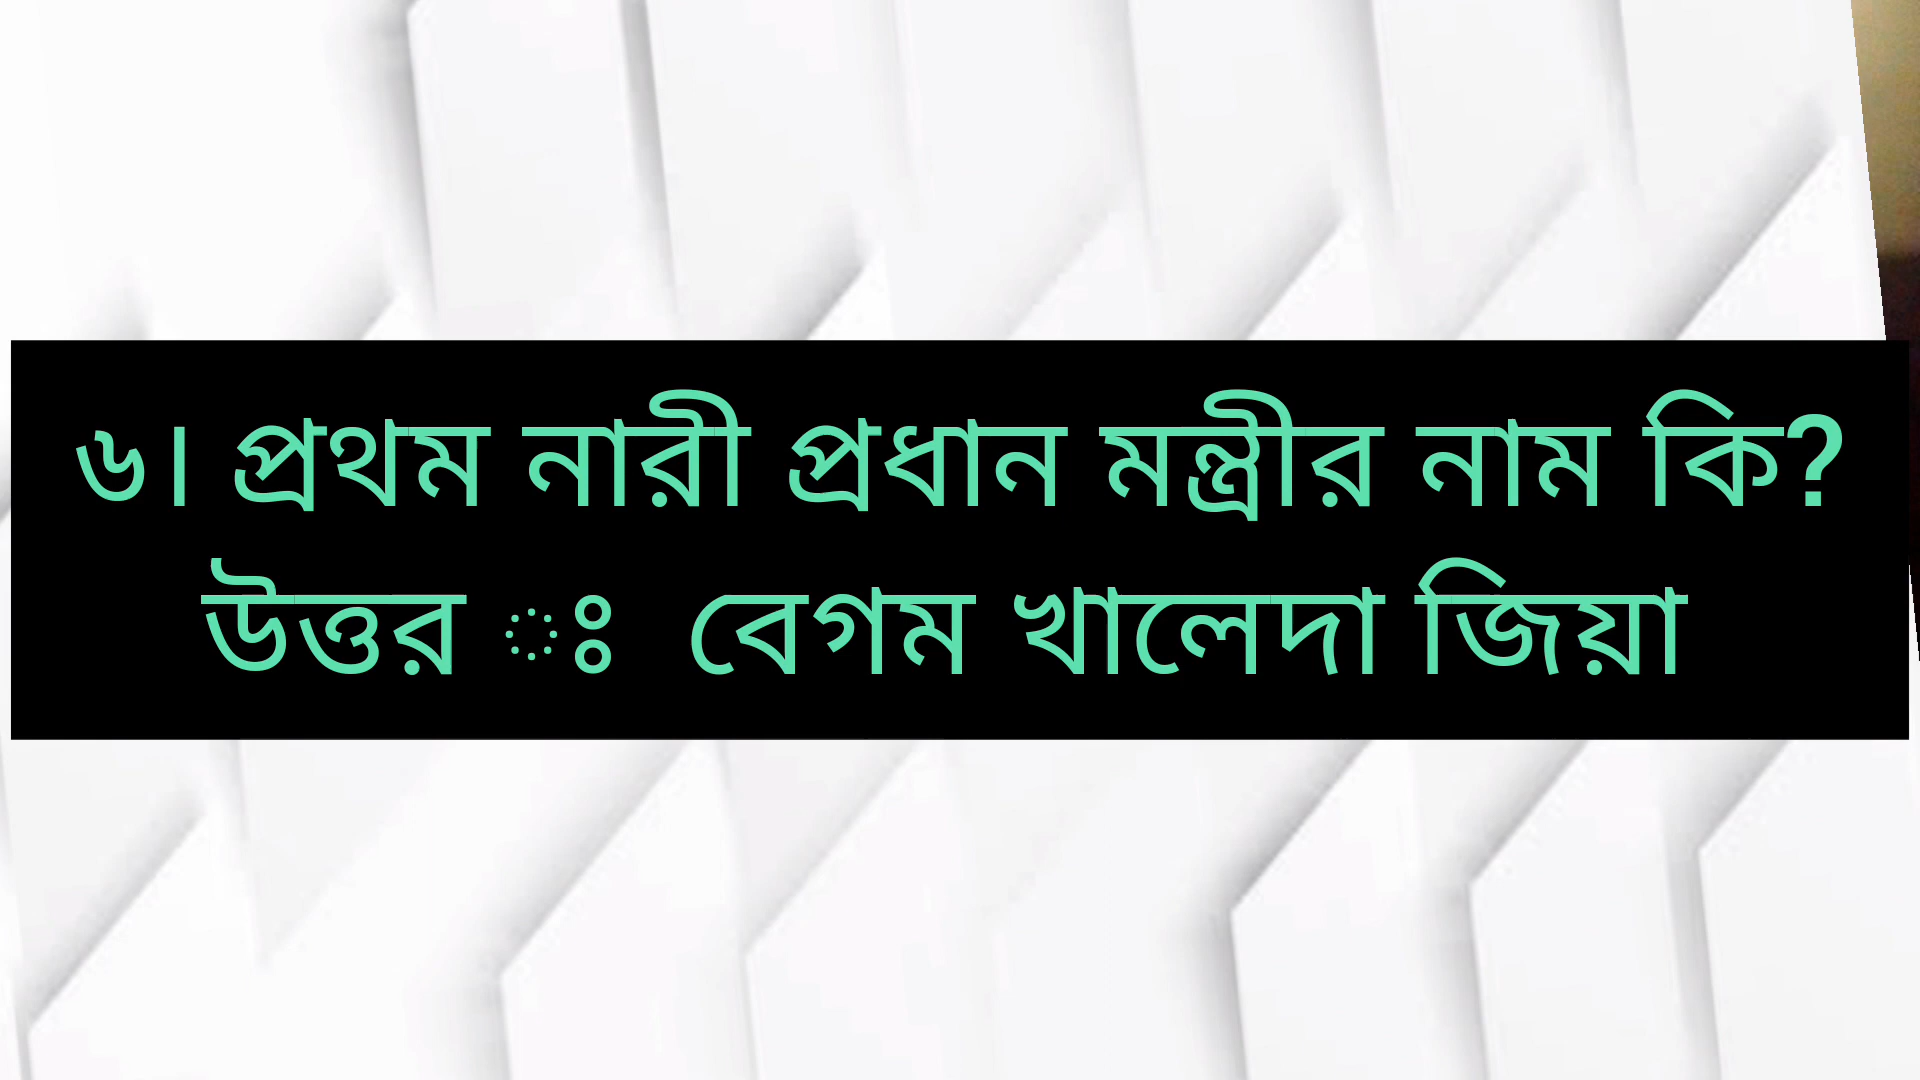 ৬। প্রথম নারী প্রধান মন্ত্রীর নাম কি?
উত্তর ঃ বেগম খালেদা জিয়া